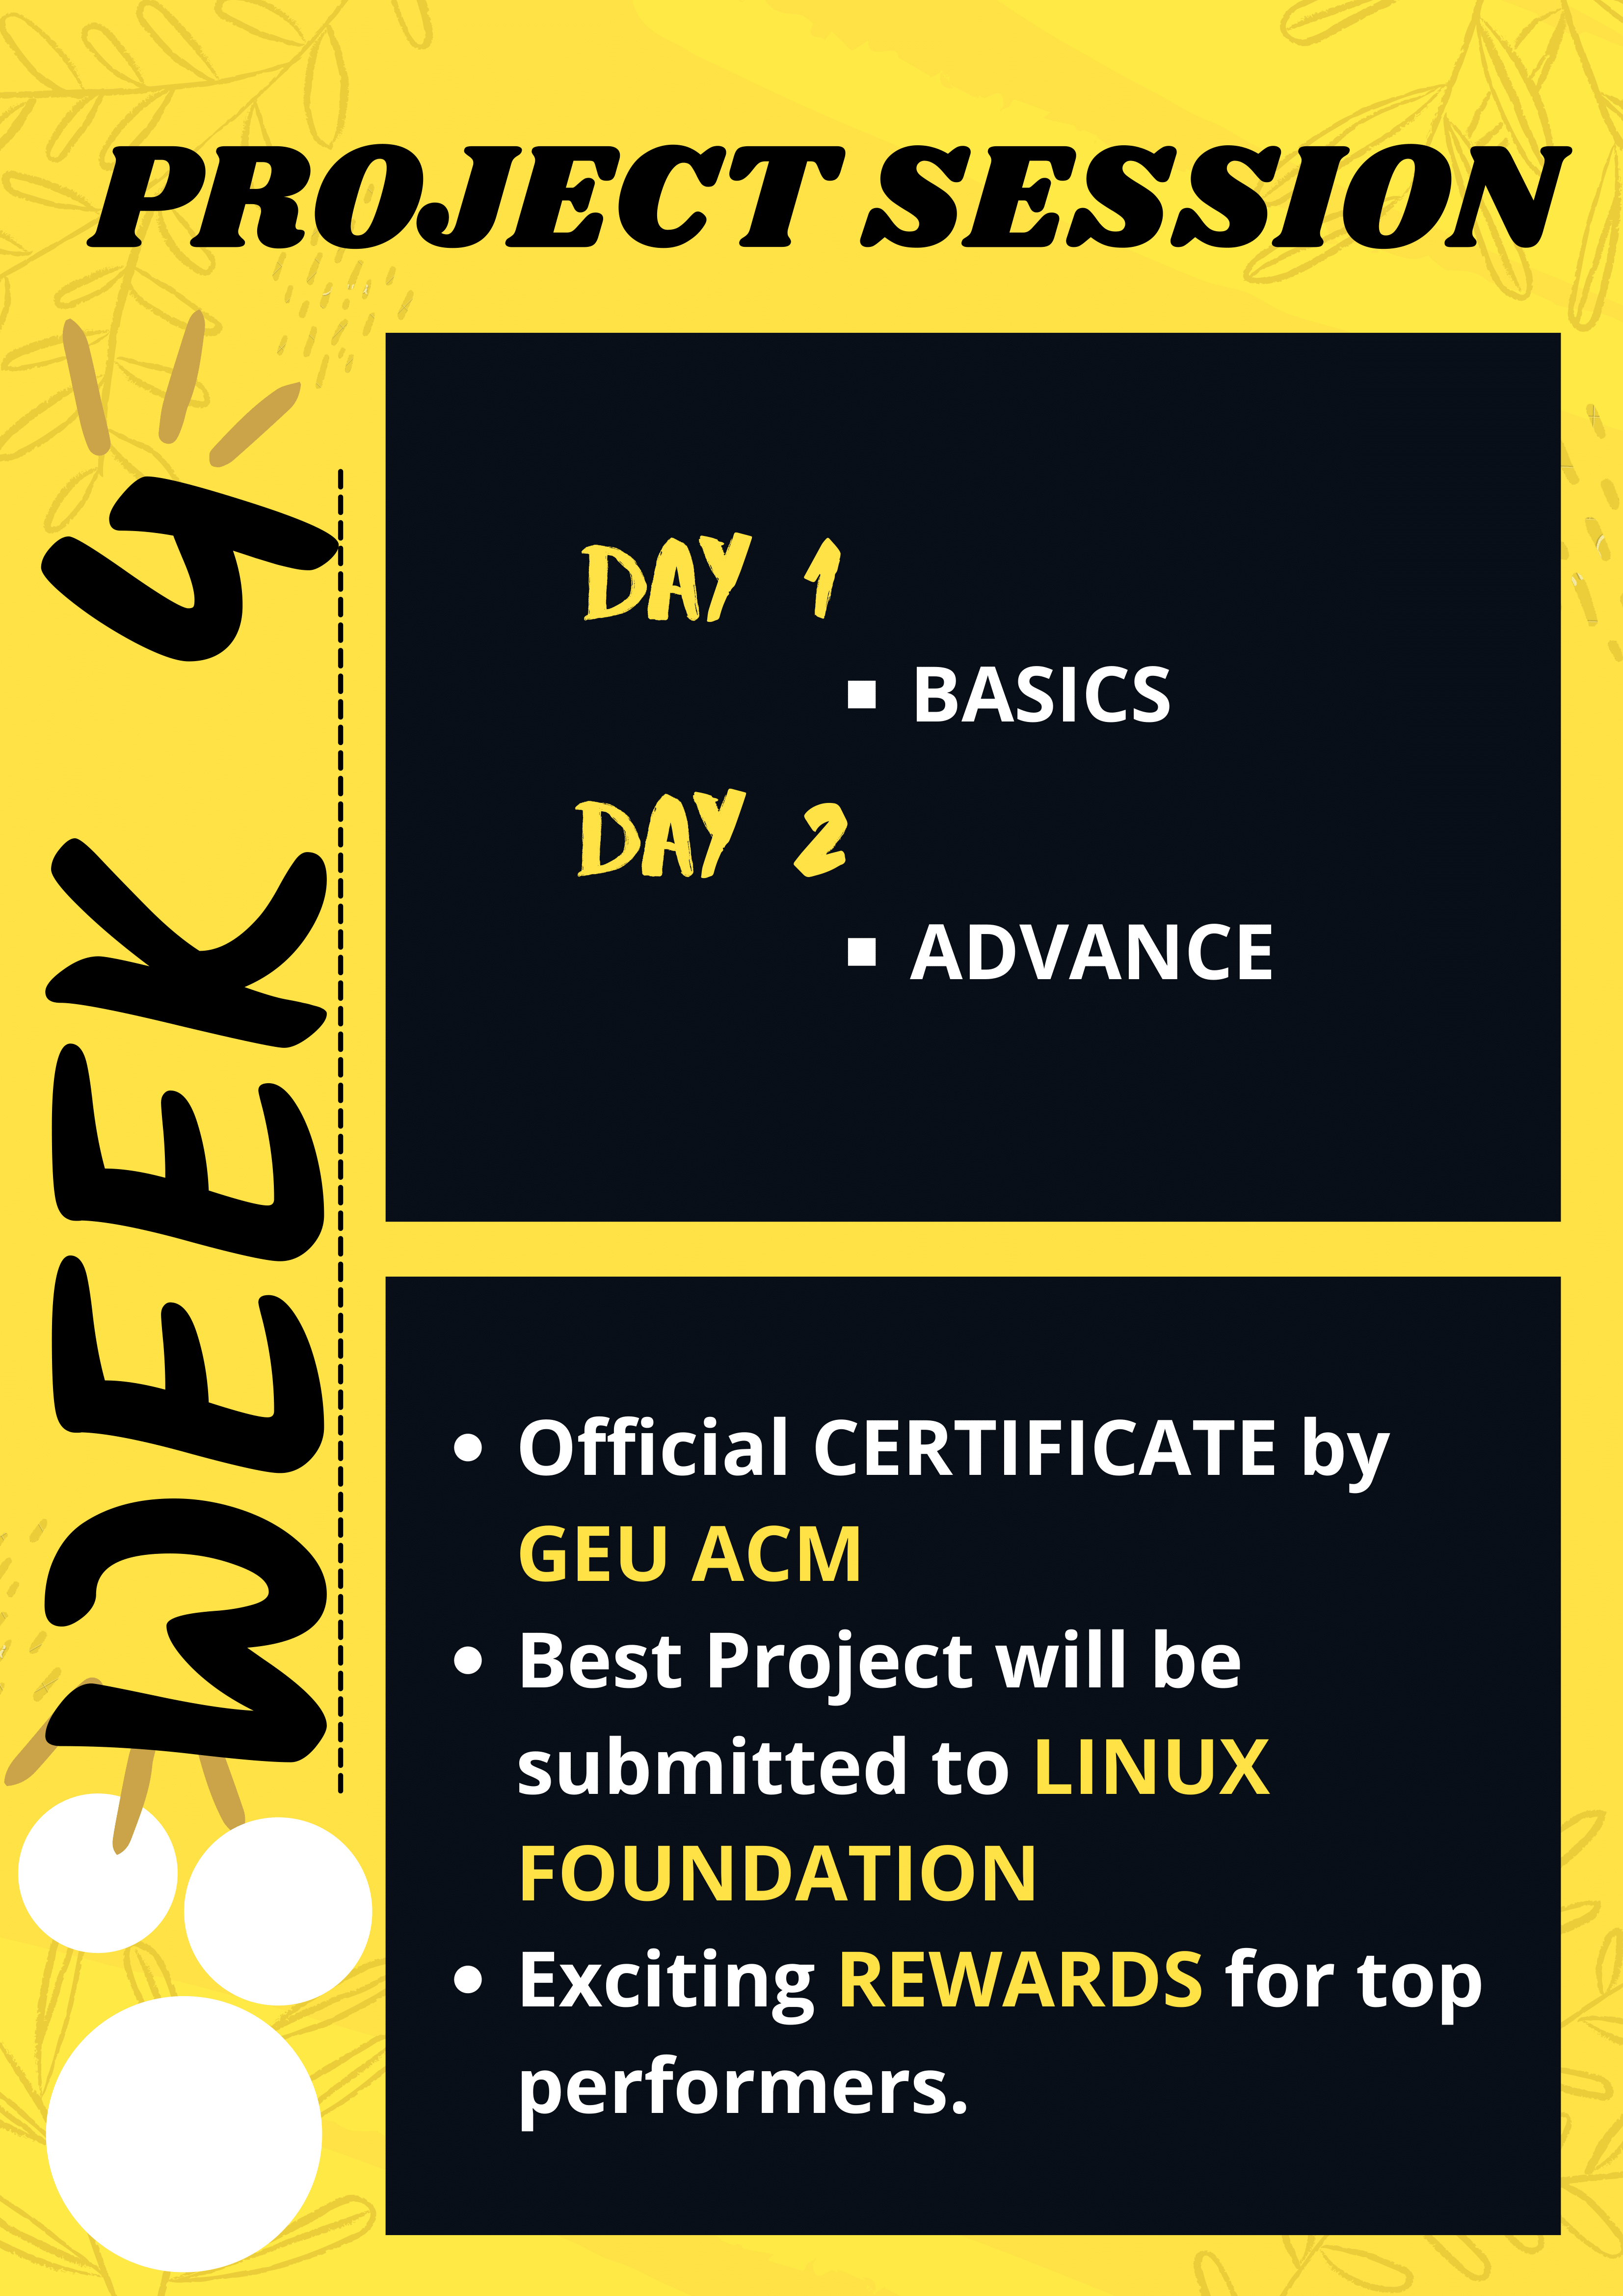 PROJECT SESSION
WEEK 4
DAY 1
▪ BASICS
DAY 2
▪ ADVANCE
• Official CERTIFICATE by
GEU ACM
• Best Project will be
submitted to LINUX
FOUNDATION
• Exciting REWARDS for top
performers.